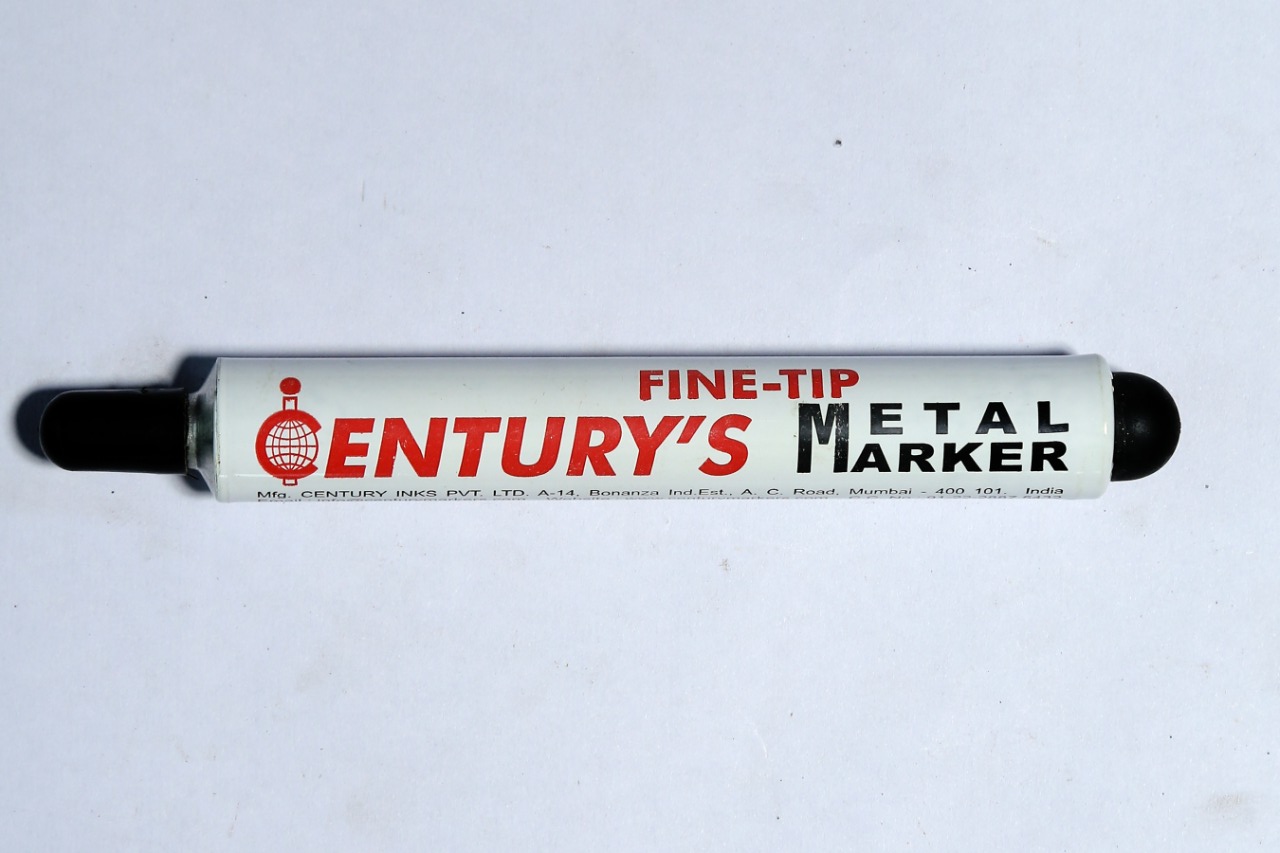 FINE-TIP
CENTURY'S
METAL
MARKER
Mfg. CENTURY INKS PVT. LTD. A-14, Bonanza Ind.Est., A. C. Road, Mumbai - 400 101. India